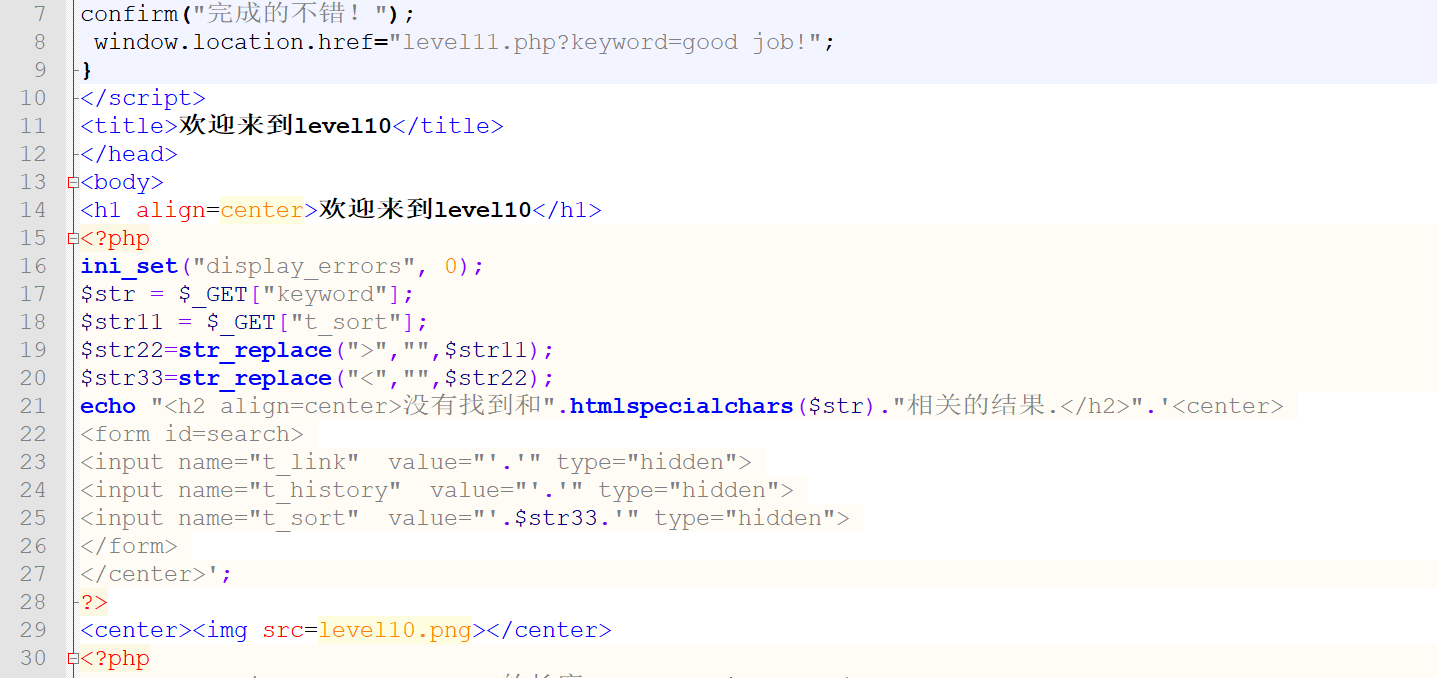 7 confirm("完成的不错！");
8 window.location.href="level11.php?keyword=good job!";
9 }
10 </script>
11 <title>欢迎来到level10</title>
12 </head>
13 <body>
14 <h1 align=center>欢迎来到level10</h1>
15 <?php
16 ini_set("display_errors", 0);
17 $str = $_GET["keyword"];
18 $str11 = $_GET["t_sort"];
19 $str22=str_replace(">","",$str11);
20 $str33=str_replace("<","",$str22);
21 echo "<h2 align=center>没有找到和".htmlspecialchars($str)."相关的结果.</h2>".'<center>
22 <form id=search>
23 <input name="t_link"  value="'.'" type="hidden">
24 <input name="t_history"  value="'.'" type="hidden">
25 <input name="t_sort"  value="'.$str33.'" type="hidden">
26 </form>
27 </center>';
28 ?>
29 <center><img src=level10.png></center>
30 <?php